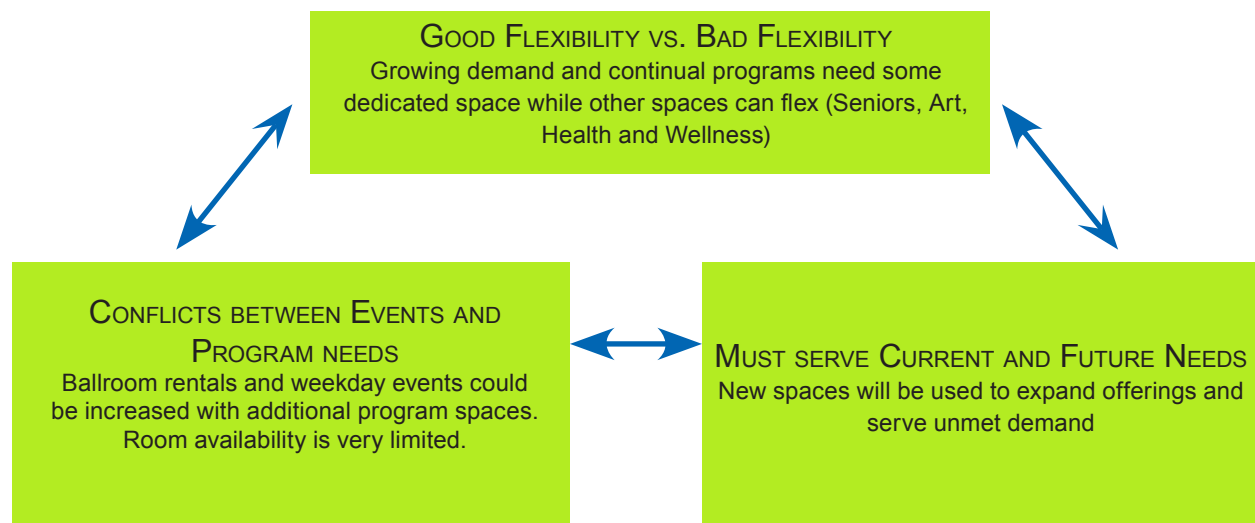 Good Flexibility vs. Bad Flexibility
Growing demand and continual programs need some
dedicated space while other spaces can flex (Seniors, Art,
Health and Wellness)
Conflicts between Events and
Program needs
Ballroom rentals and weekday events could
be increased with additional program spaces.
Room availability is very limited.
Must serve Current and Future Needs
New spaces will be used to expand offerings and
serve unmet demand